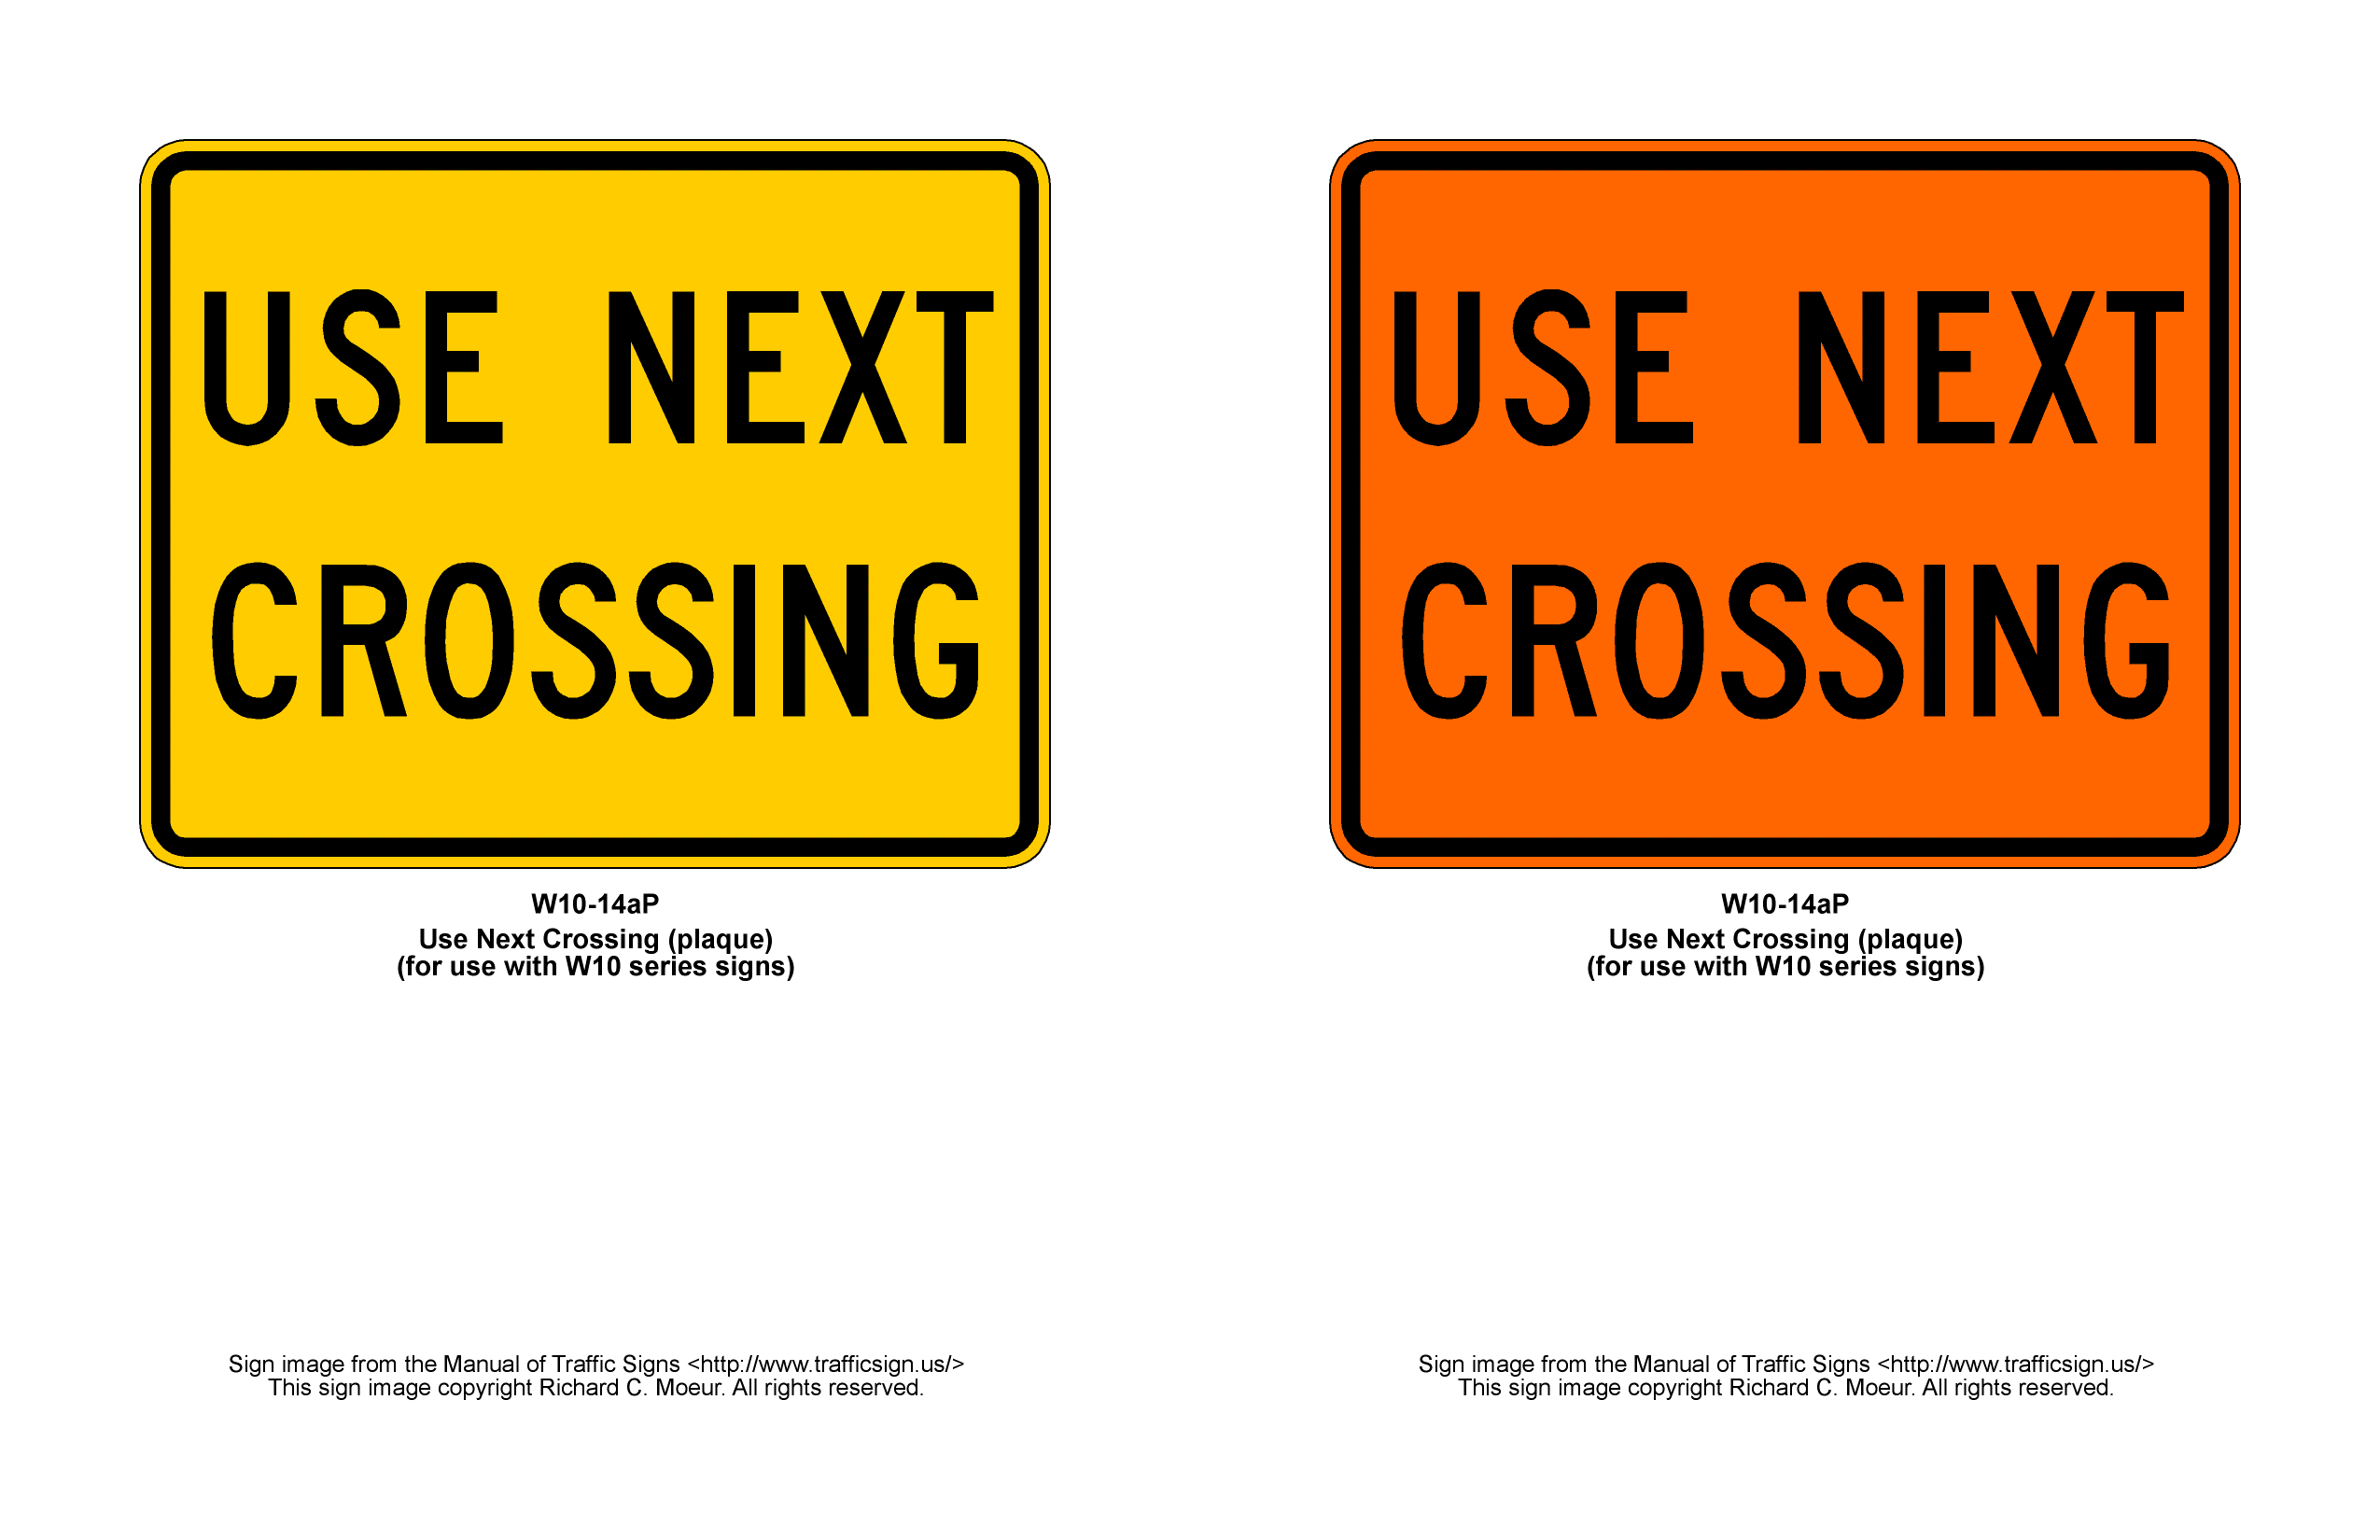 USE NEXT
CROSSING
W10-14aP
Use Next Crossing (plaque)
(for use with W10 series signs)
Sign image from the Manual of Traffic Signs <http://www.trafficsign.us/>
This sign image copyright Richard C. Moeur. All rights reserved.
USE NEXT
CROSSING
W10-14aP
Use Next Crossing (plaque)
(for use with W10 series signs)
Sign image from the Manual of Traffic Signs <http://www.trafficsign.us/>
This sign image copyright Richard C. Moeur. All rights reserved.